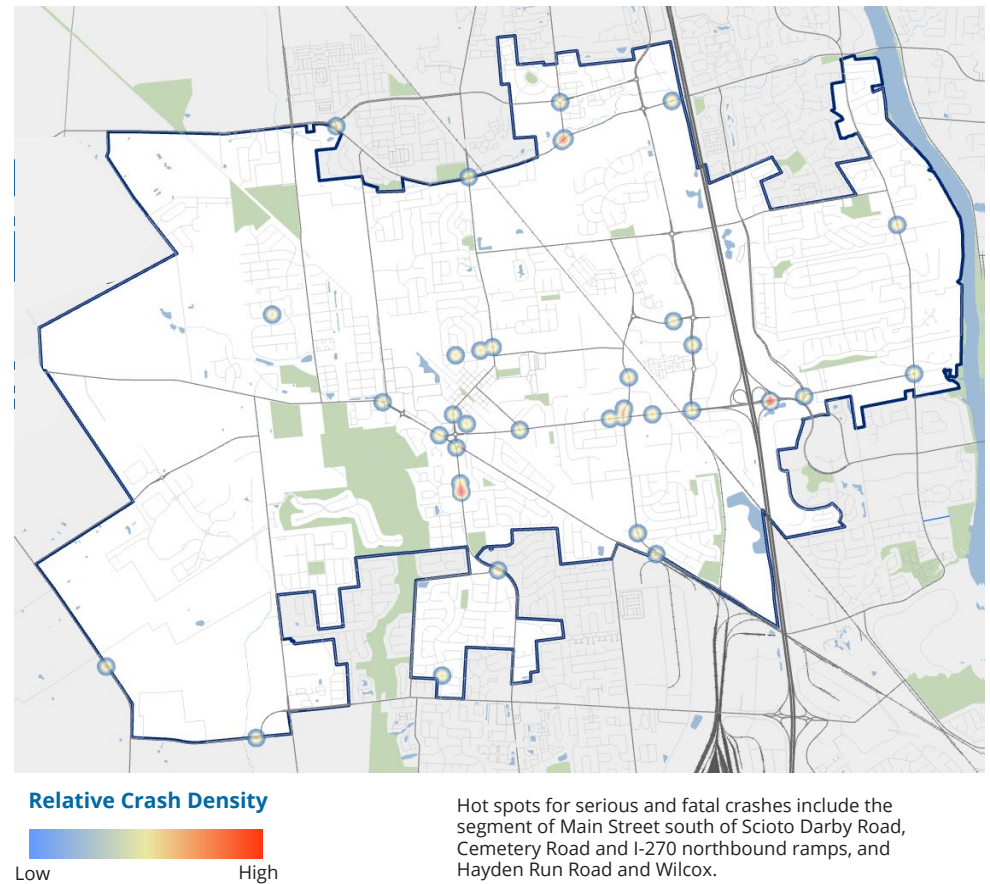 Relative Crash Density
Low
High
Hot spots for serious and fatal crashes include the
segment of Main Street south of Scioto Darby Road,
Cemetery Road and I-270 northbound ramps, and
Hayden Run Road and Wilcox.